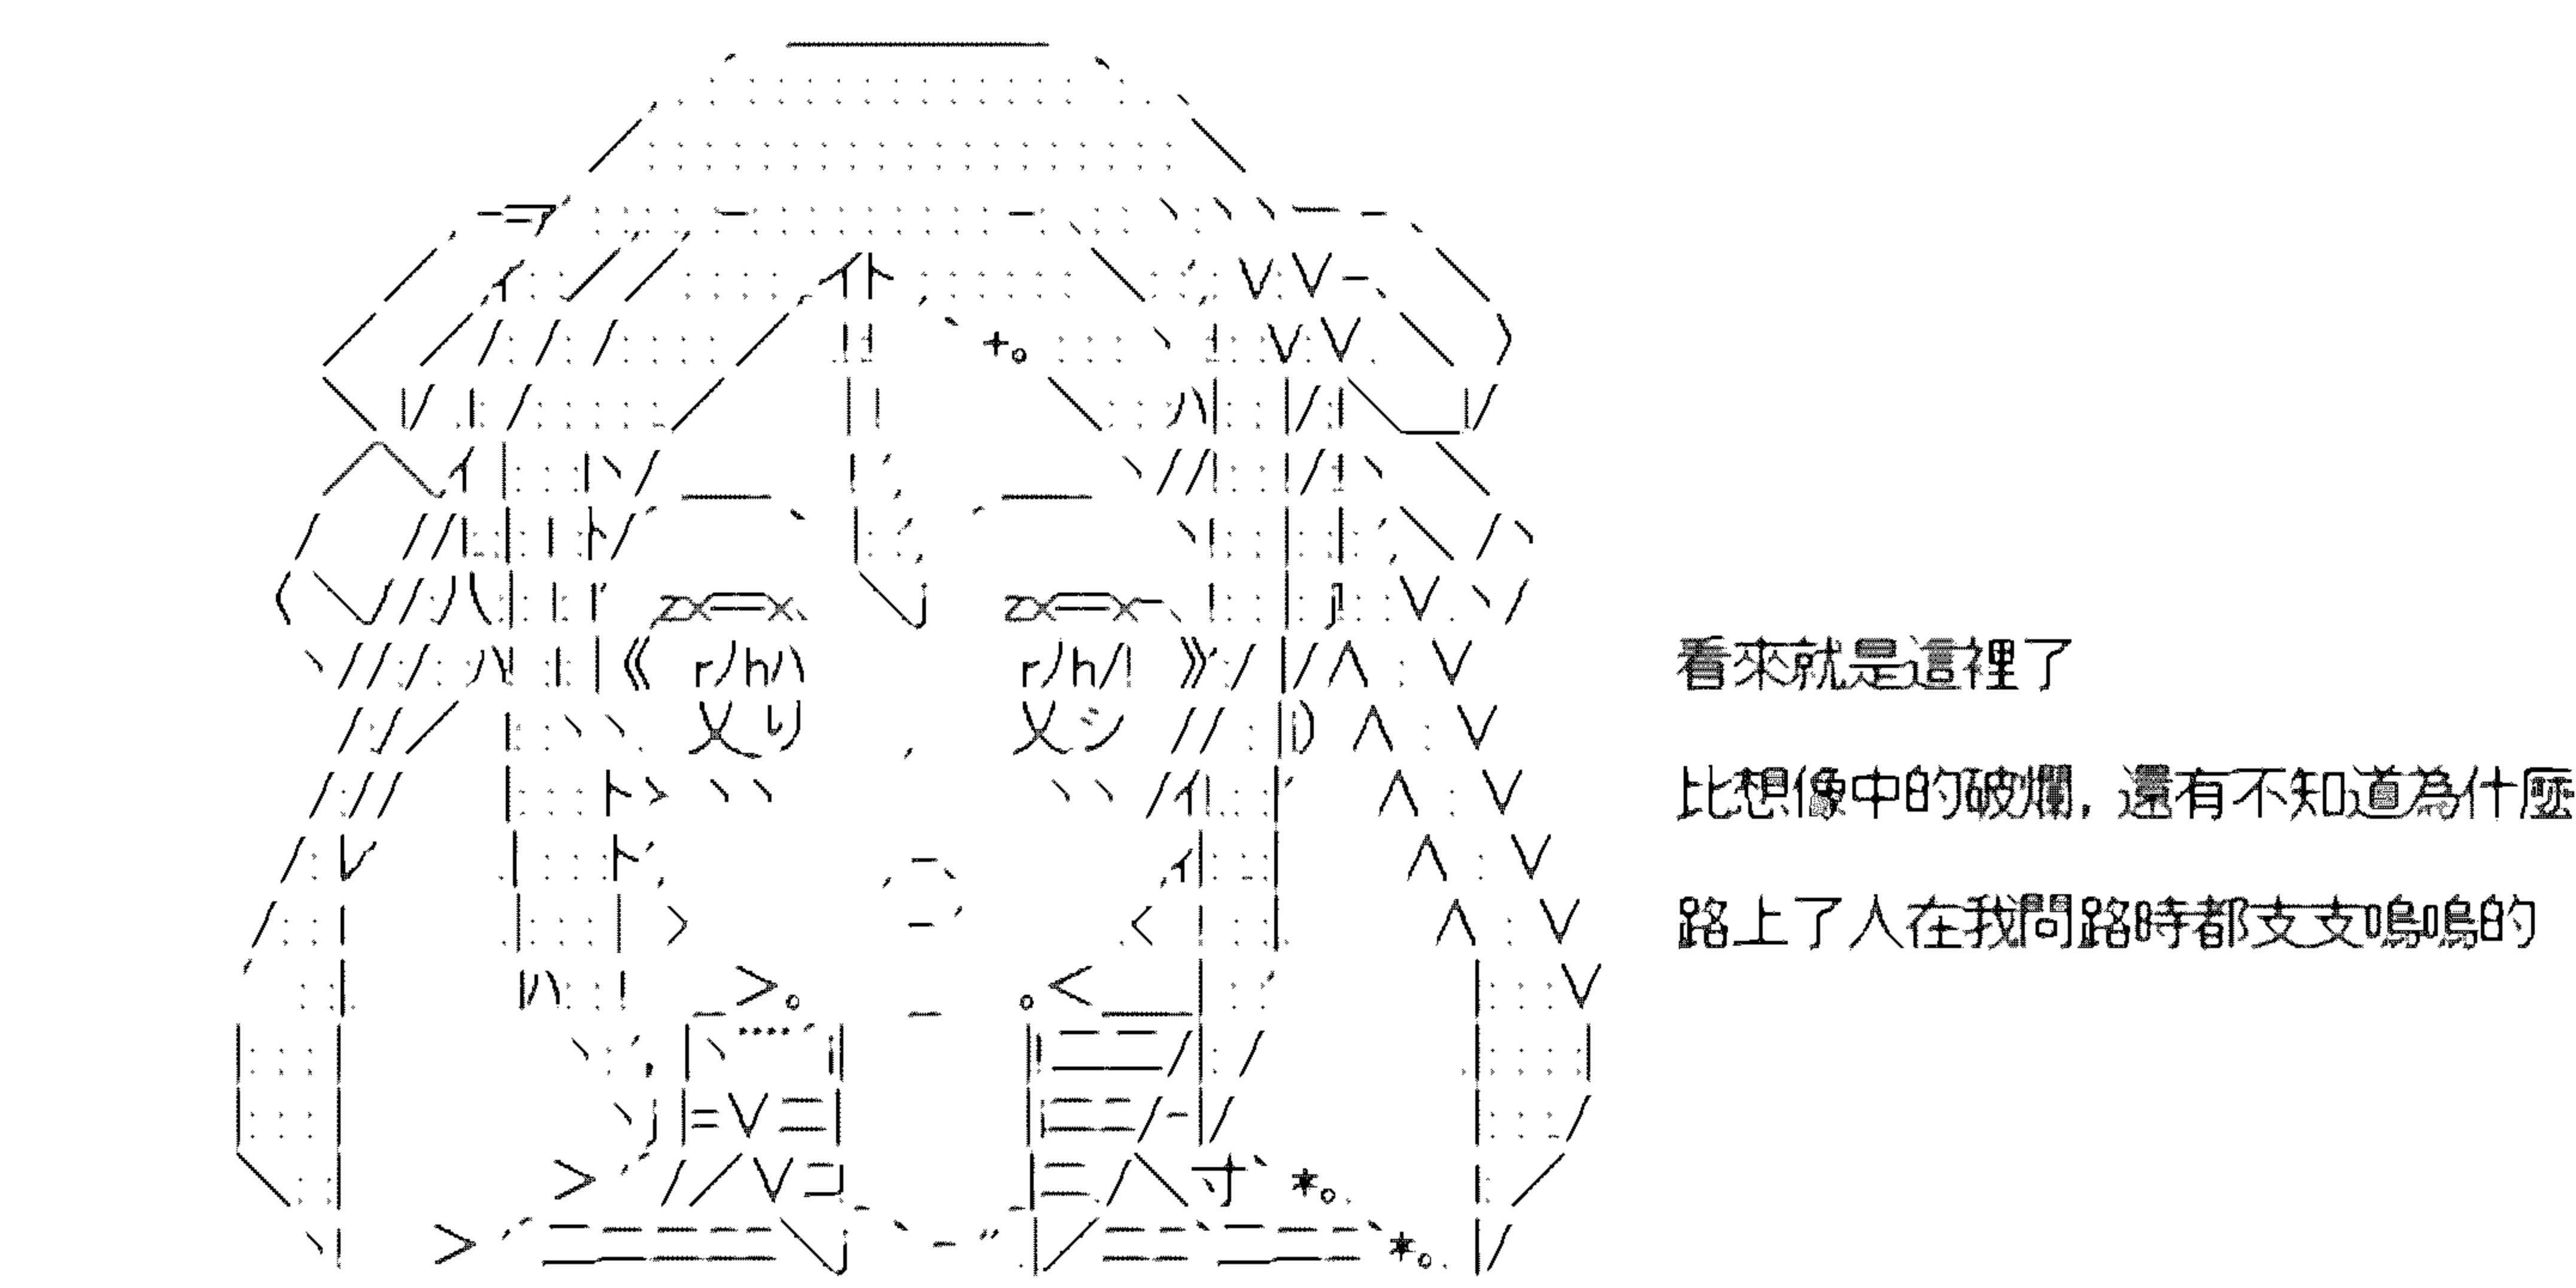 看來就是這裡了
比想像中的破爛，還有不知道為什麼
路上了人在我問路時都支支嗚嗚的